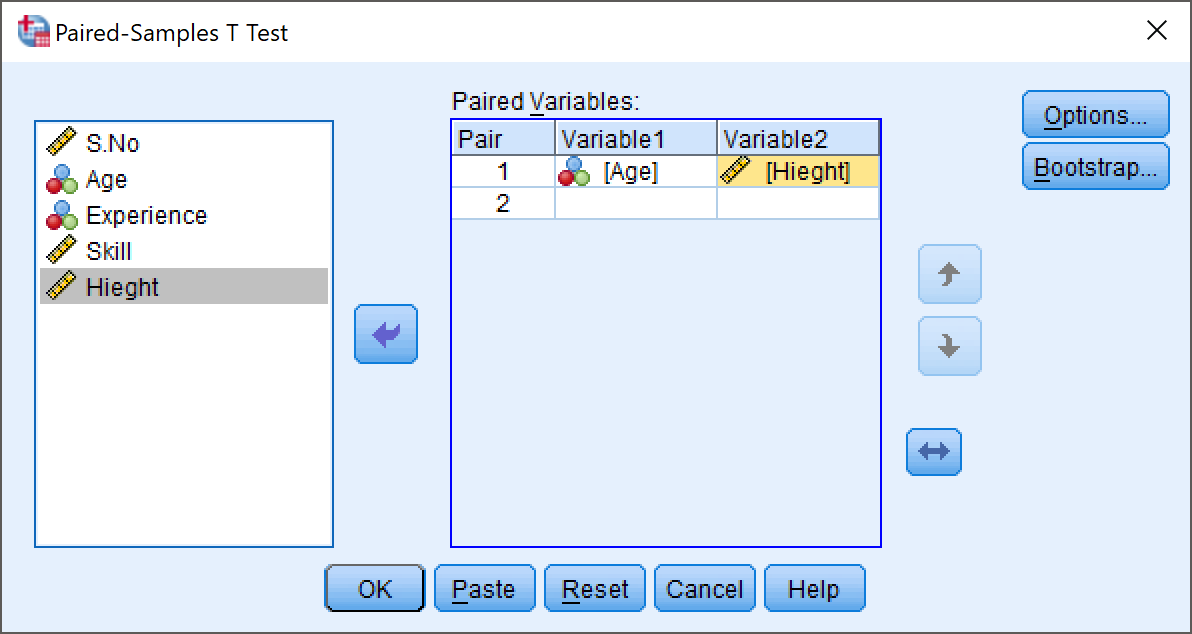 Paired-Samples T Test
Paired Variables:
S.No
Age
Experience
Skill
Hieght
Pair Variable1 Variable2
1 [Age] [Hieght]
2
Options...
Bootstrap...
OK Paste Reset Cancel Help